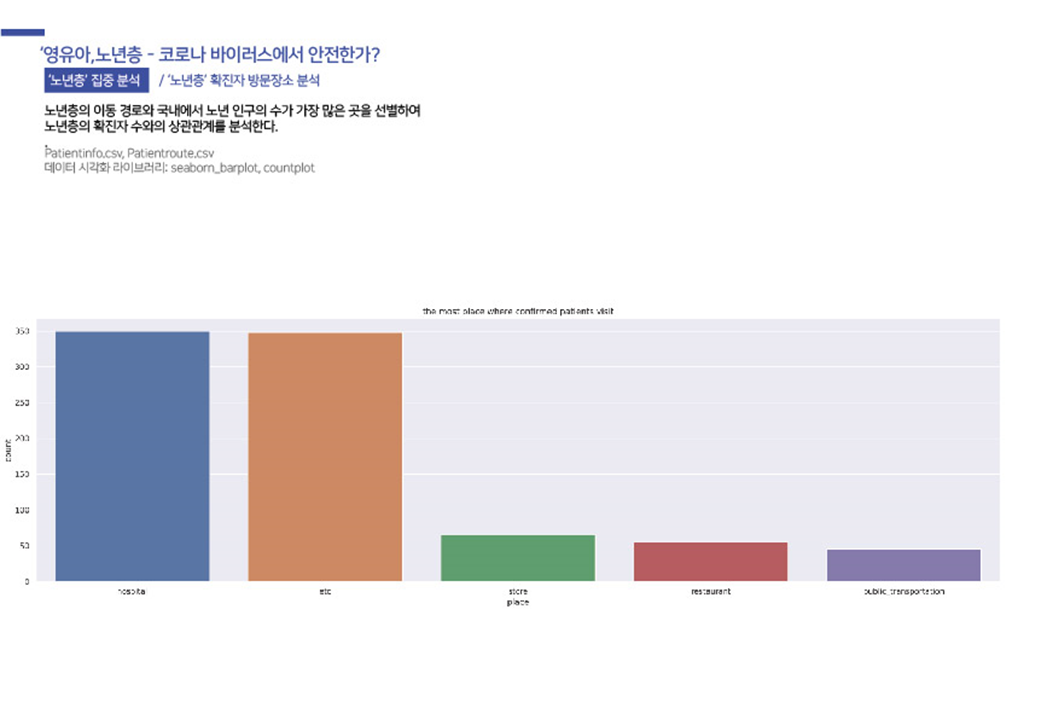 ‘영유아,노년층 - 코로나 바이러스에서 안전한가?
‘노년층’ 집중 분석 / ‘노년층’ 확진자 방문장소 분석
노년층의 이동 경로와 국내에서 노년 인구의 수가 가장 많은 곳을 선별하여
노년층의 확진자 수와의 상관관계를 분석한다.
Patientinfo.csv, Patientroute.csv
데이터 시각화 라이브러리: seaborn_barplot, countplot
the most place where confirmed patients visit
350
300
250
200
150
100
50
0
count
hospital etc store restaurant public_transportation
place